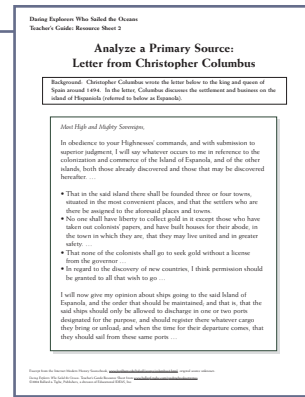 Daring Explorers Who Sailed the Oceans
Teacher's Guide: Resource Sheet 2
Analyze a Primary Source:
Letter from Christopher Columbus
Background: Christopher Columbus wrote the letter below to the king and queen of
Spain around 1494. In the letter, Columbus discusses the settlement and business on the
island of Hispaniola (referred to below as Espanola).
Most High and Mighty Sovereigns,
In obedience to your Highnesses' commands, and with submission to
superior judgment, I will say whatever occurs to me in reference to the
colonization and commerce of the Island of Espanola, and of the other
islands, both those already discovered and those that may be discovered
hereafter. …
• That in the said island there shall be founded three or four towns,
situated in the most convenient places, and that the settlers who are
there be assigned to the aforesaid places and towns.
• No one shall have liberty to collect gold in it except those who have
taken out colonists' papers, and have built houses for their abode, in
the town in which they are, that they may live united and in greater
safety. …
• That none of the colonists shall go to seek gold without a license
from the governor …
• In regard to the discovery of new countries, I think permission should
be granted to all that wish to go …
I will now give my opinion about ships going to the said Island of
Espanola, and the order that should be maintained; and that is, that the
said ships should only be allowed to discharge in one or two ports
designated for the purpose, and should register there whatever cargo
they bring or unload; and when the time for their departure comes, that
they should sail from these same ports …